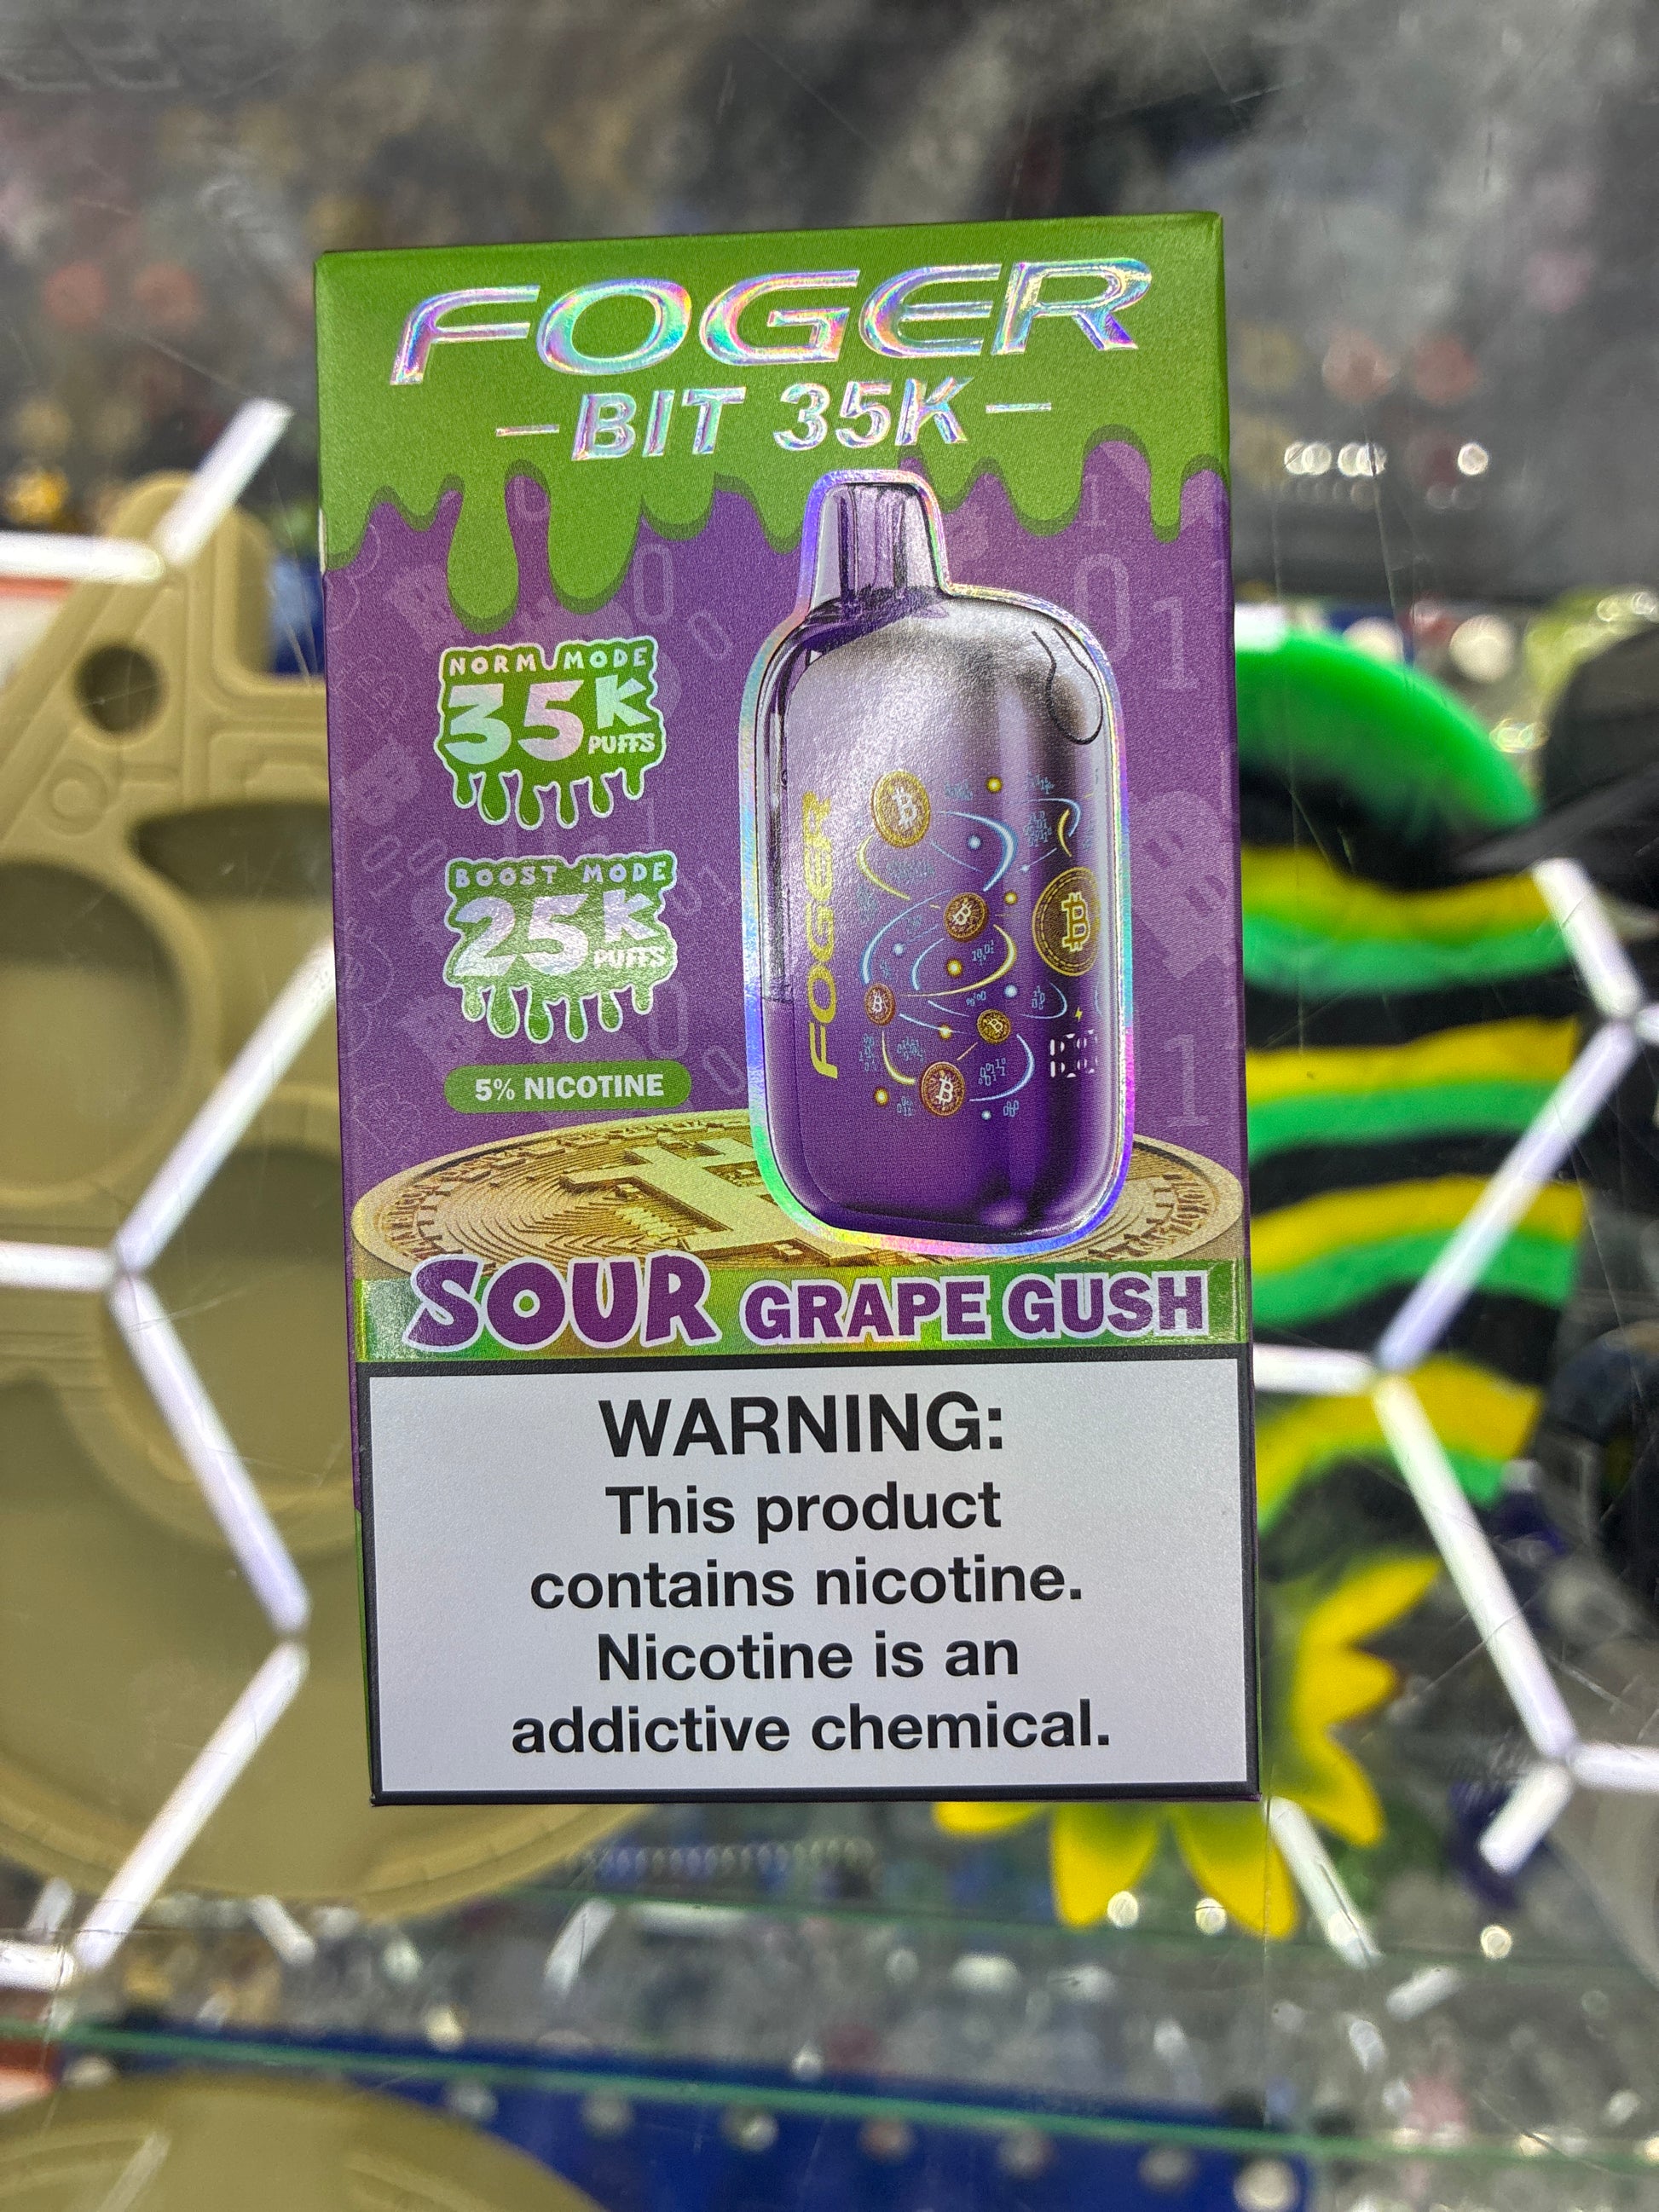 FOGER
-BIT 35K-
NORM MODE
35K
PUFFS
BOOST MODE
25K
PUFFS
5% NICOTINE
FOGER
SOUR GRAPE GUSH
WARNING:
This product
contains nicotine.
Nicotine is an
addictive chemical.